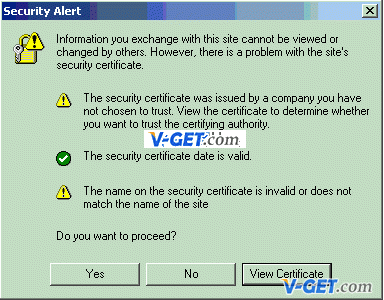 Security Alert
Information you exchange with this site cannot be viewed or
changed by others. However, there is a problem with the site's
security certificate.
The security certificate was issued by a company you have
not chosen to trust. View the certificate to determine whether
you want to trust the certifying authority.
V-GET.com
The security certificate date is valid.
The name on the security certificate is invalid or does not
match the name of the site
Do you want to proceed?
Yes
No
View Certificate
V-GET.com